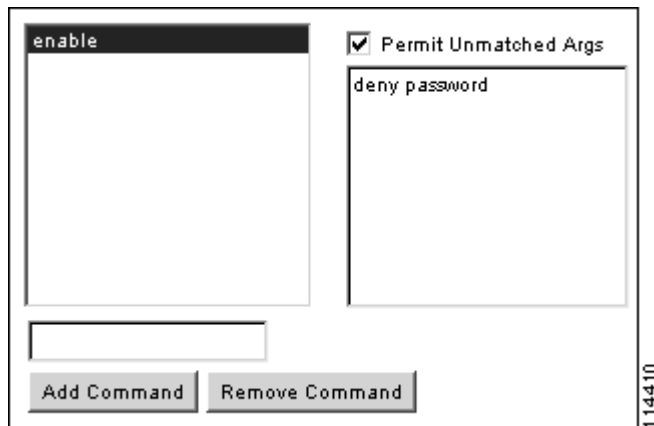 enable
Permit Unmatched Args
deny password
Add Command
Remove Command
114410